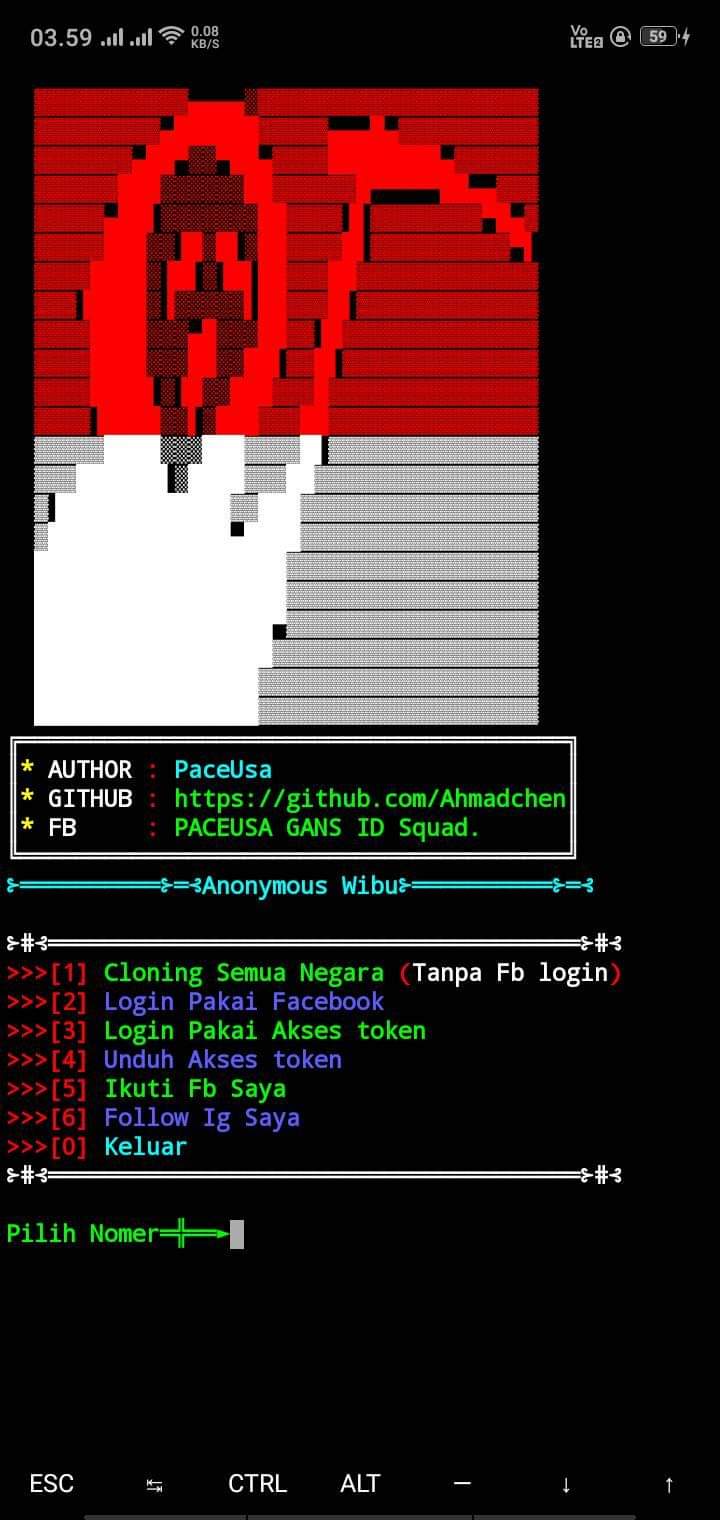 03.59 0.08 KB/S Vo LTE2 59
* AUTHOR : PaceUsa
* GITHUB : https://github.com/Ahmadchen
* FB : PACEUSA GANS ID Squad.
⊱══════════⊱═⊰Anonymous Wibu⊱══════════⊱═⊰
⊱#⊰══════════════════════════════════════⊱#⊰
>>>[1] Cloning Semua Negara (Tanpa Fb login)
>>>[2] Login Pakai Facebook
>>>[3] Login Pakai Akses token
>>>[4] Unduh Akses token
>>>[5] Ikuti Fb Saya
>>>[6] Follow Ig Saya
>>>[0] Keluar
⊱#⊰══════════════════════════════════════⊱#⊰
Pilih Nomer═╬══►
ESC ↹ CTRL ALT — ↓ ↑